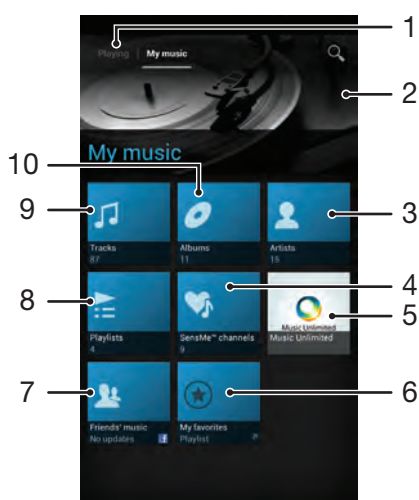 1
Playing | My music
2
My music
10
9
3
Tracks
87
Albums
11
Artists
15
8
4
5
Playlists
4
SensMe™ channels
9
Music Unlimited
Music Unlimited
7
6
Friends' music
No updates
f
My favorites
Playlist